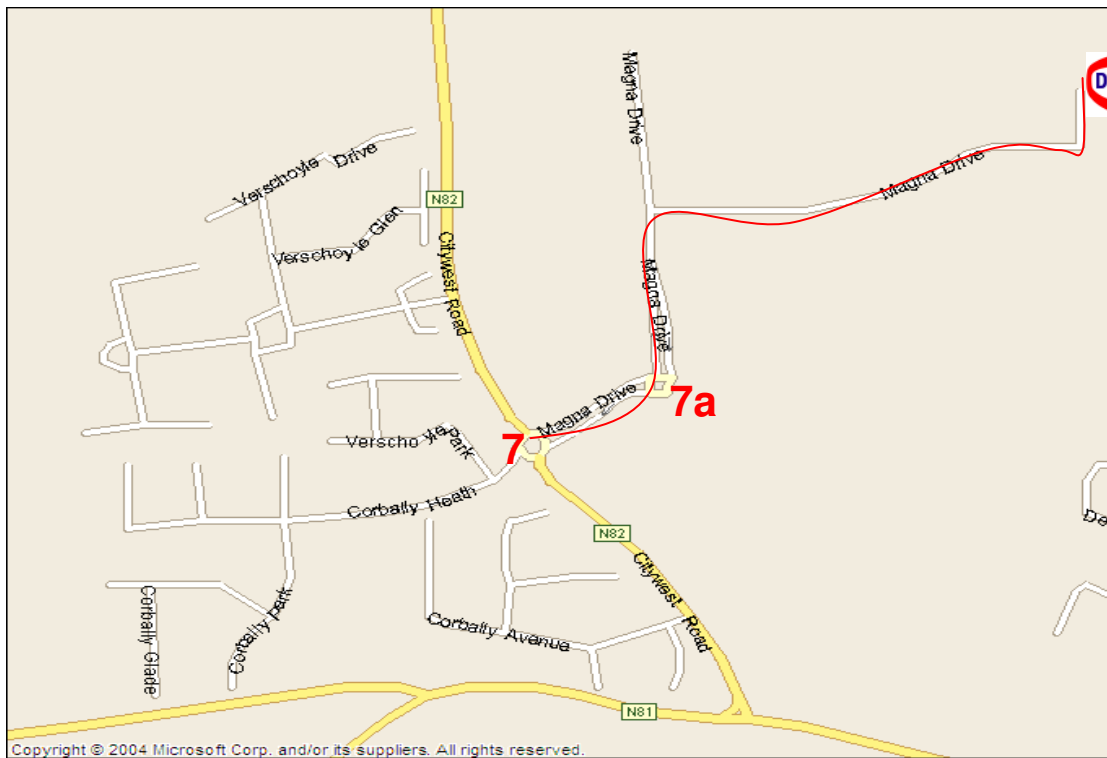 Magna Drive
D
Verschoyle Drive
Magna Drive
N82
Verschoyle Glen
Citywest Road
Magna Drive
Magna Drive
7a
7
Verschoyle Park
Corbally Heath
De
N82
Citywest Road
Corbally Glade
Corbally Park
Corbally Avenue
N81
Copyright © 2004 Microsoft Corp. and/or its suppliers. All rights reserved.